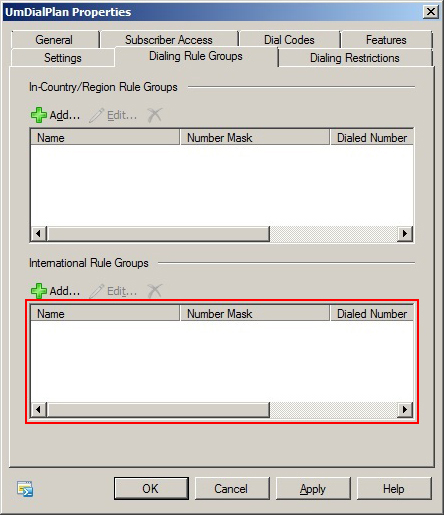 UmDialPlan Properties
General Subscriber Access Dial Codes Features
Settings Dialing Rule Groups Dialing Restrictions
In-Country/Region Rule Groups
Add... Edit...
Name Number Mask Dialed Number
International Rule Groups
Add... Edit...
Name Number Mask Dialed Number
OK Cancel Apply Help